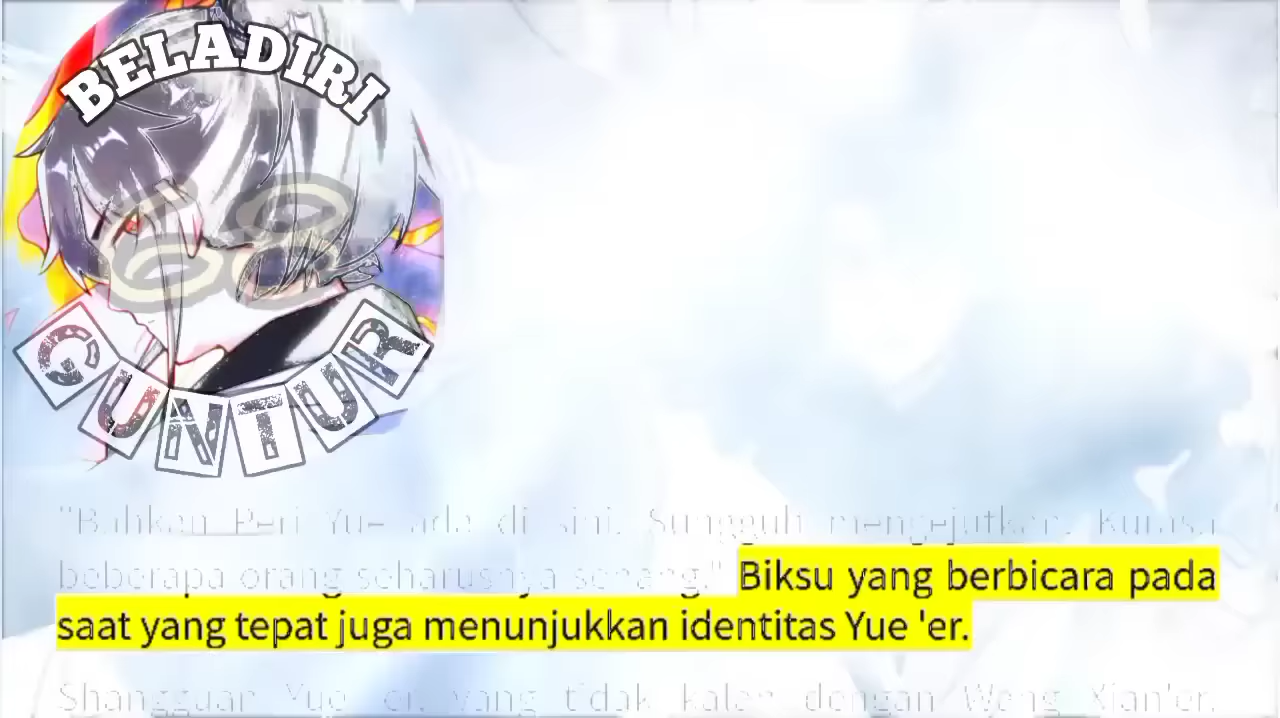 BELADIRI
GUNTUR
"Bahkan Peri Yue ada di sini. Sungguh mengejutkan. Kurasa
beberapa orang seharusnya senang." Biksu yang berbicara pada
saat yang tepat juga menunjukkan identitas Yue 'er.
Shangguan Yue er, yang tidak kalah dengan Wang Xian'er,